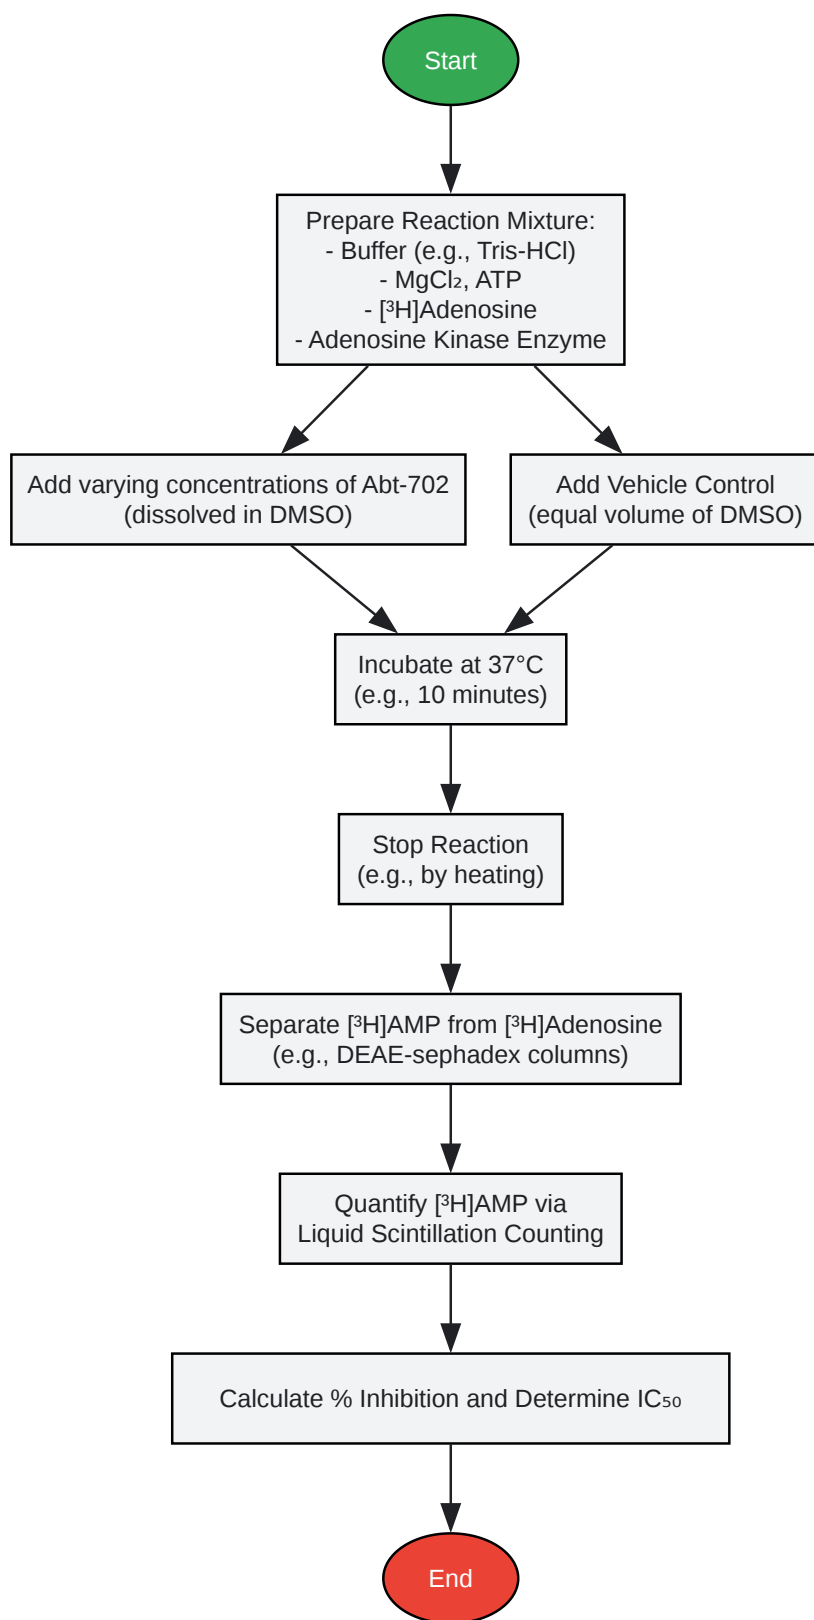 Start
Prepare Reaction Mixture:
- Buffer (e.g., Tris-HCl)
- MgCl₂, ATP
- [³H]Adenosine
- Adenosine Kinase Enzyme
Add varying concentrations of Abt-702
(dissolved in DMSO)
Add Vehicle Control
(equal volume of DMSO)
Incubate at 37°C
(e.g., 10 minutes)
Stop Reaction
(e.g., by heating)
Separate [³H]AMP from [³H]Adenosine
(e.g., DEAE-sephadex columns)
Quantify [³H]AMP via
Liquid Scintillation Counting
Calculate % Inhibition and Determine IC₅₀
End